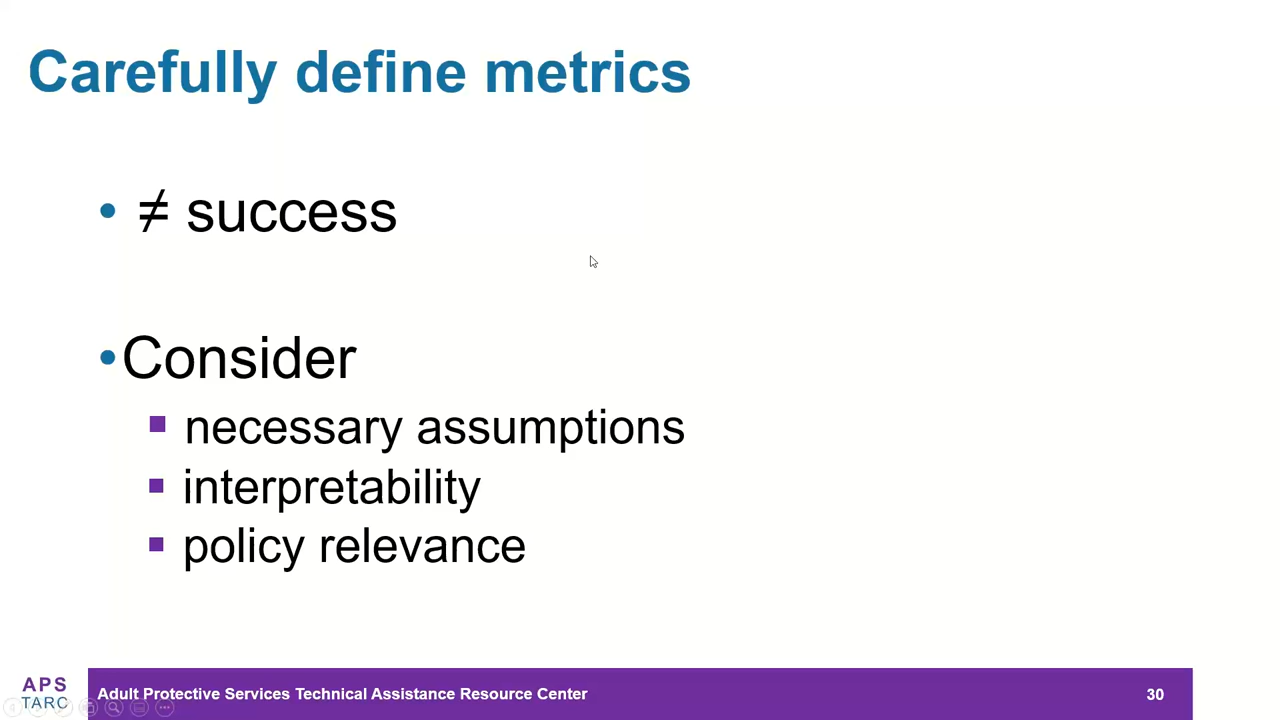 Carefully define metrics
• ≠ success
•Consider
▪ necessary assumptions
▪ interpretability
▪ policy relevance
APS
TARC
Adult Protective Services Technical Assistance Resource Center
30